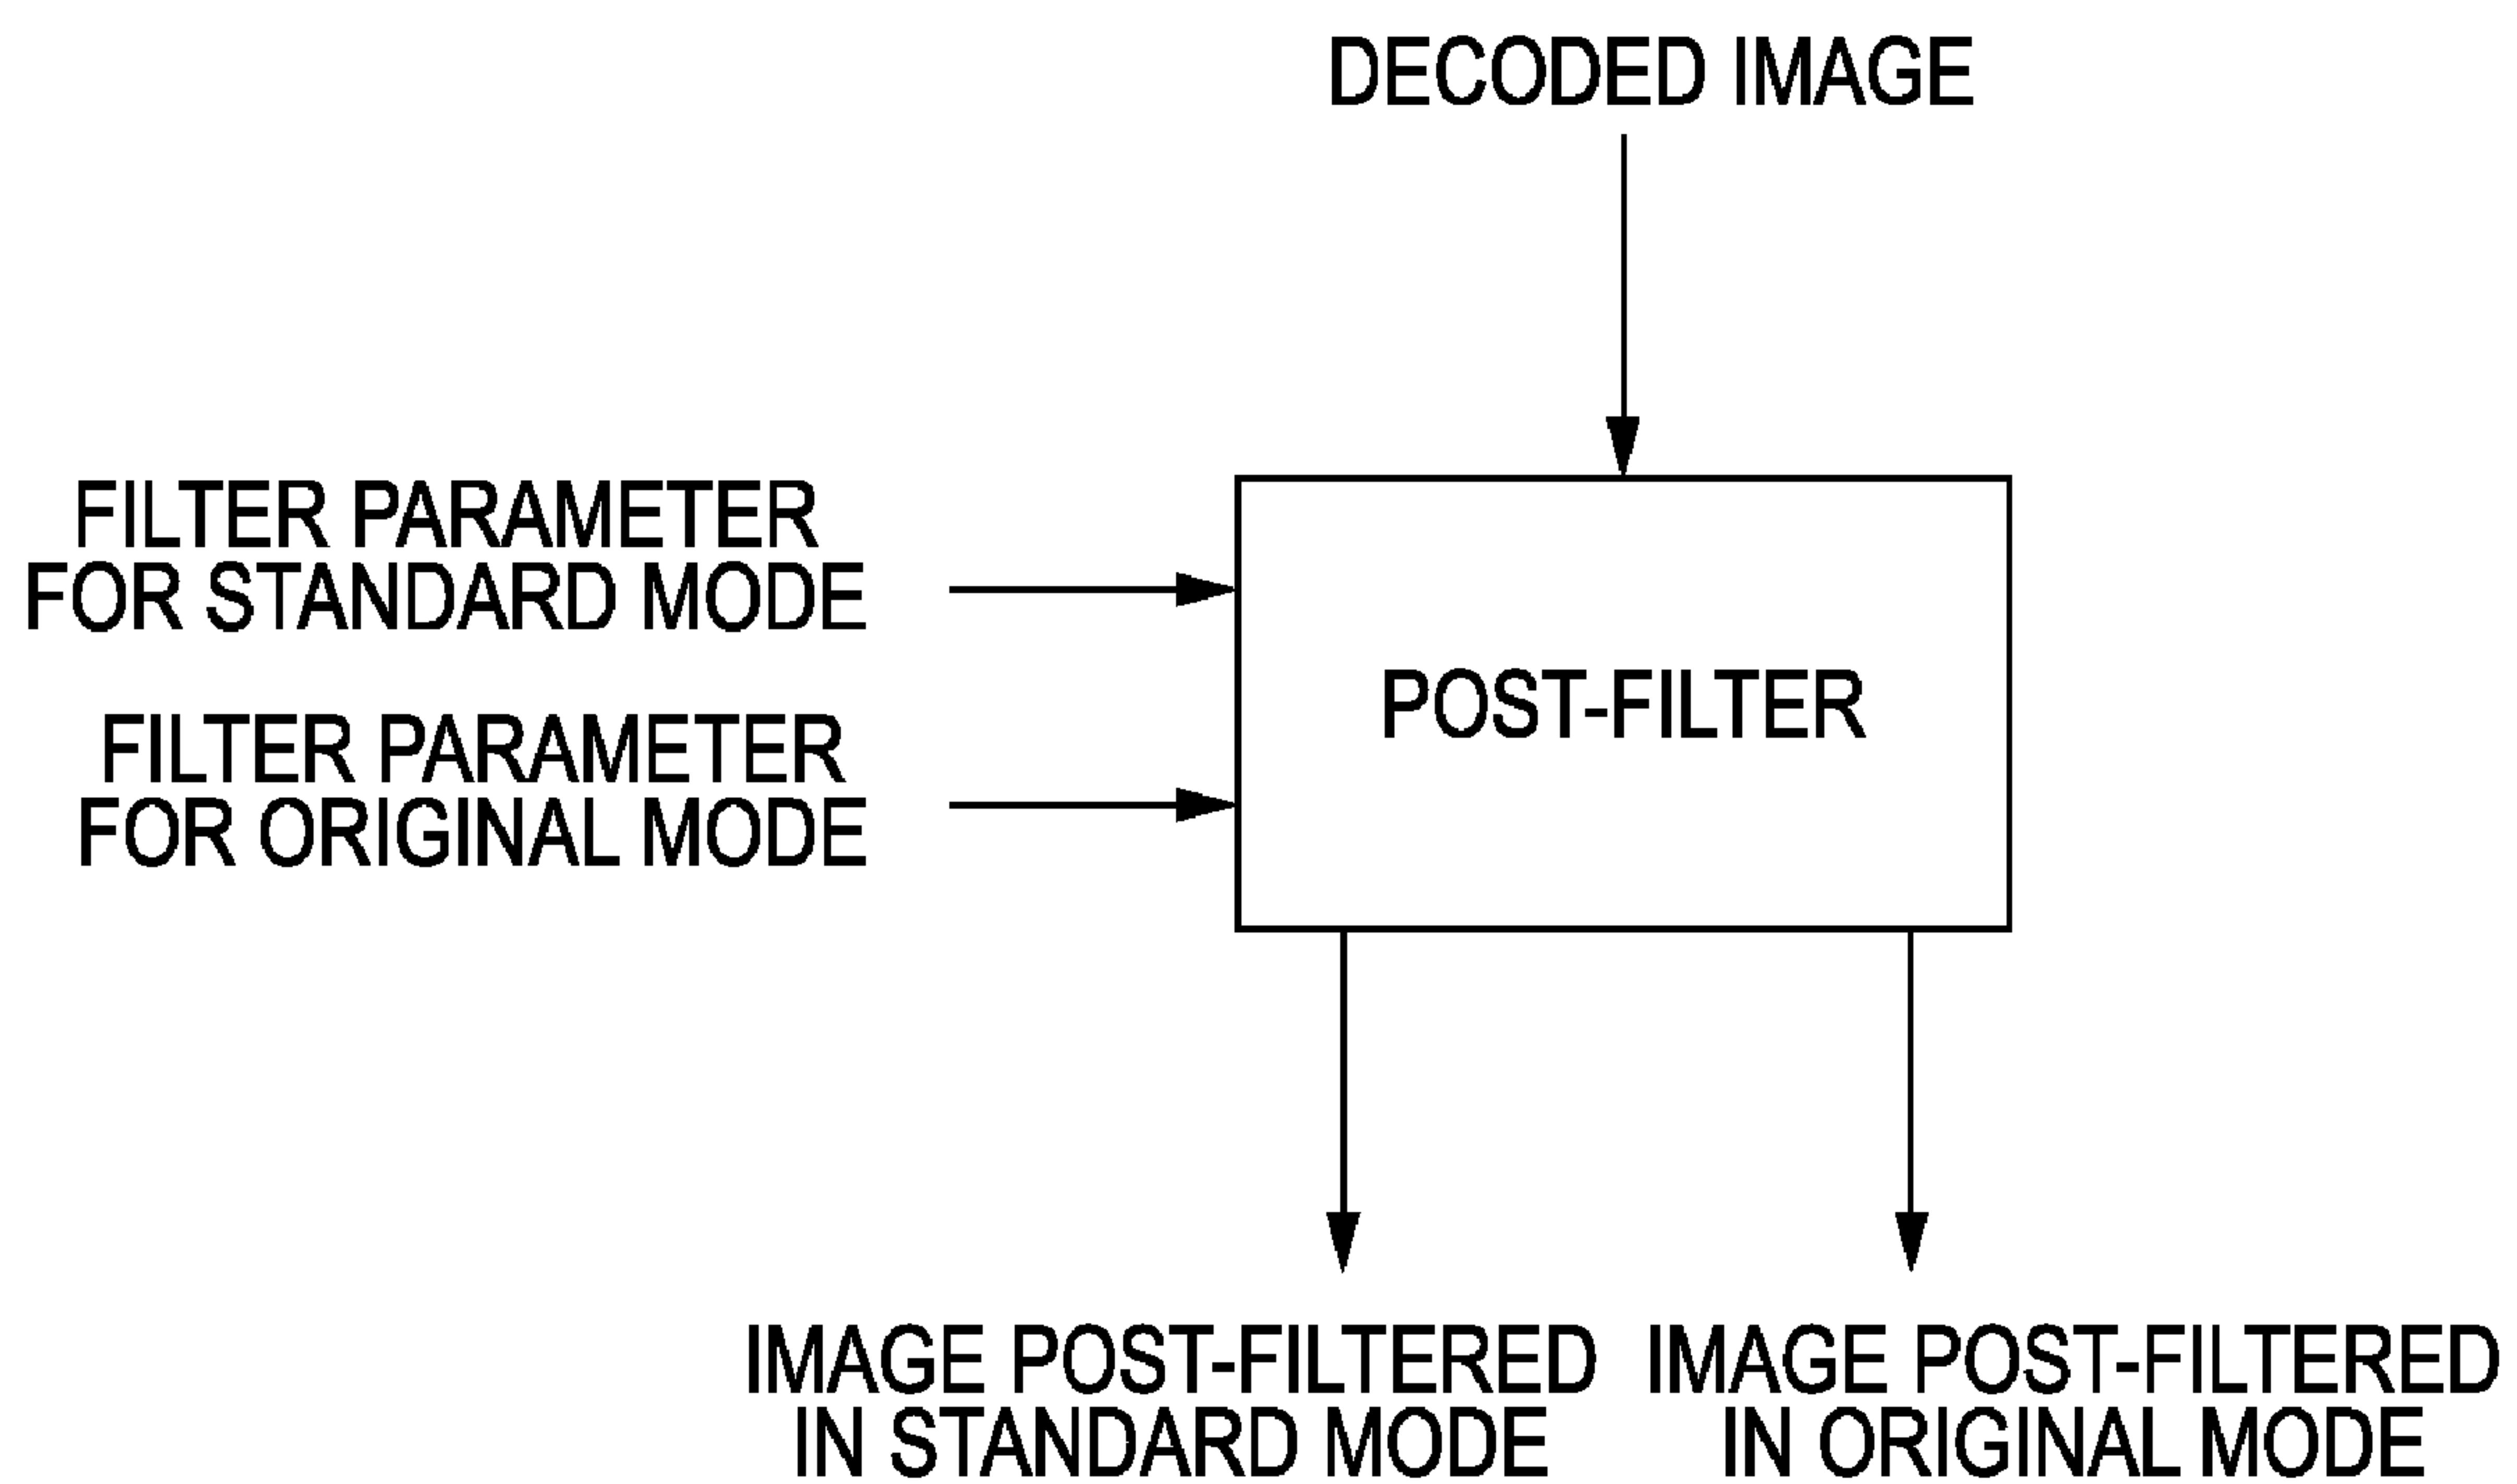 DECODED IMAGE
FILTER PARAMETER
FOR STANDARD MODE
FILTER PARAMETER
FOR ORIGINAL MODE
POST-FILTER
IMAGE POST-FILTERED
IN STANDARD MODE
IMAGE POST-FILTERED
IN ORIGINAL MODE